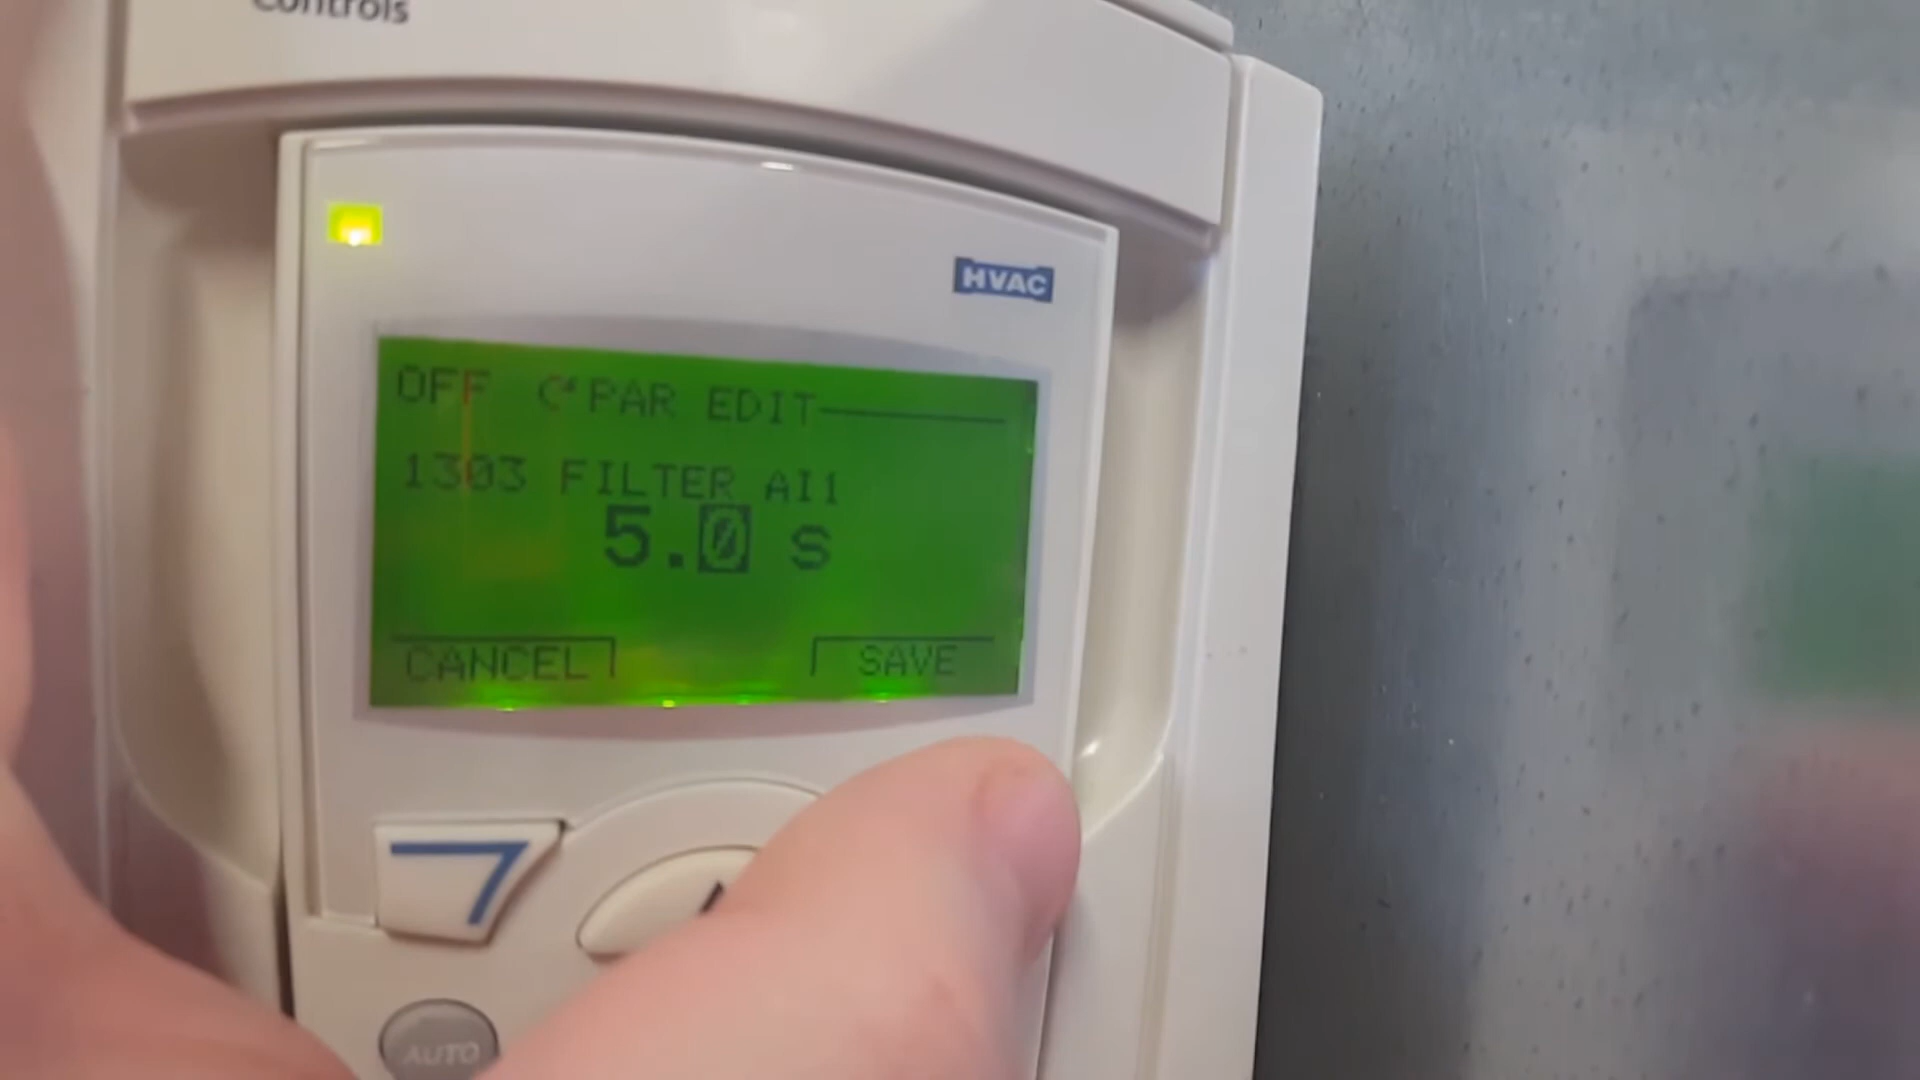 Controls
HVAC
OFF ↻PAR EDIT
1303 FILTER AI1
5.0 s
CANCEL SAVE
AUTO